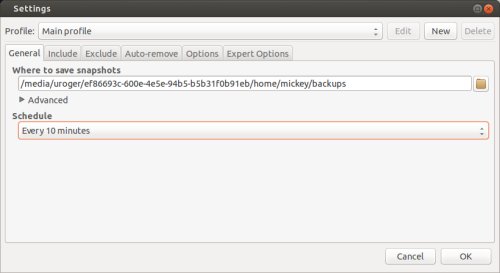 Settings
Profile: Main profile Edit New Delete
General Include Exclude Auto-remove Options Expert Options
Where to save snapshots
/media/uroger/ef86693c-600e-4e5e-94b5-b5b31f0b91eb/home/mickey/backups
Advanced
Schedule
Every 10 minutes
Cancel OK